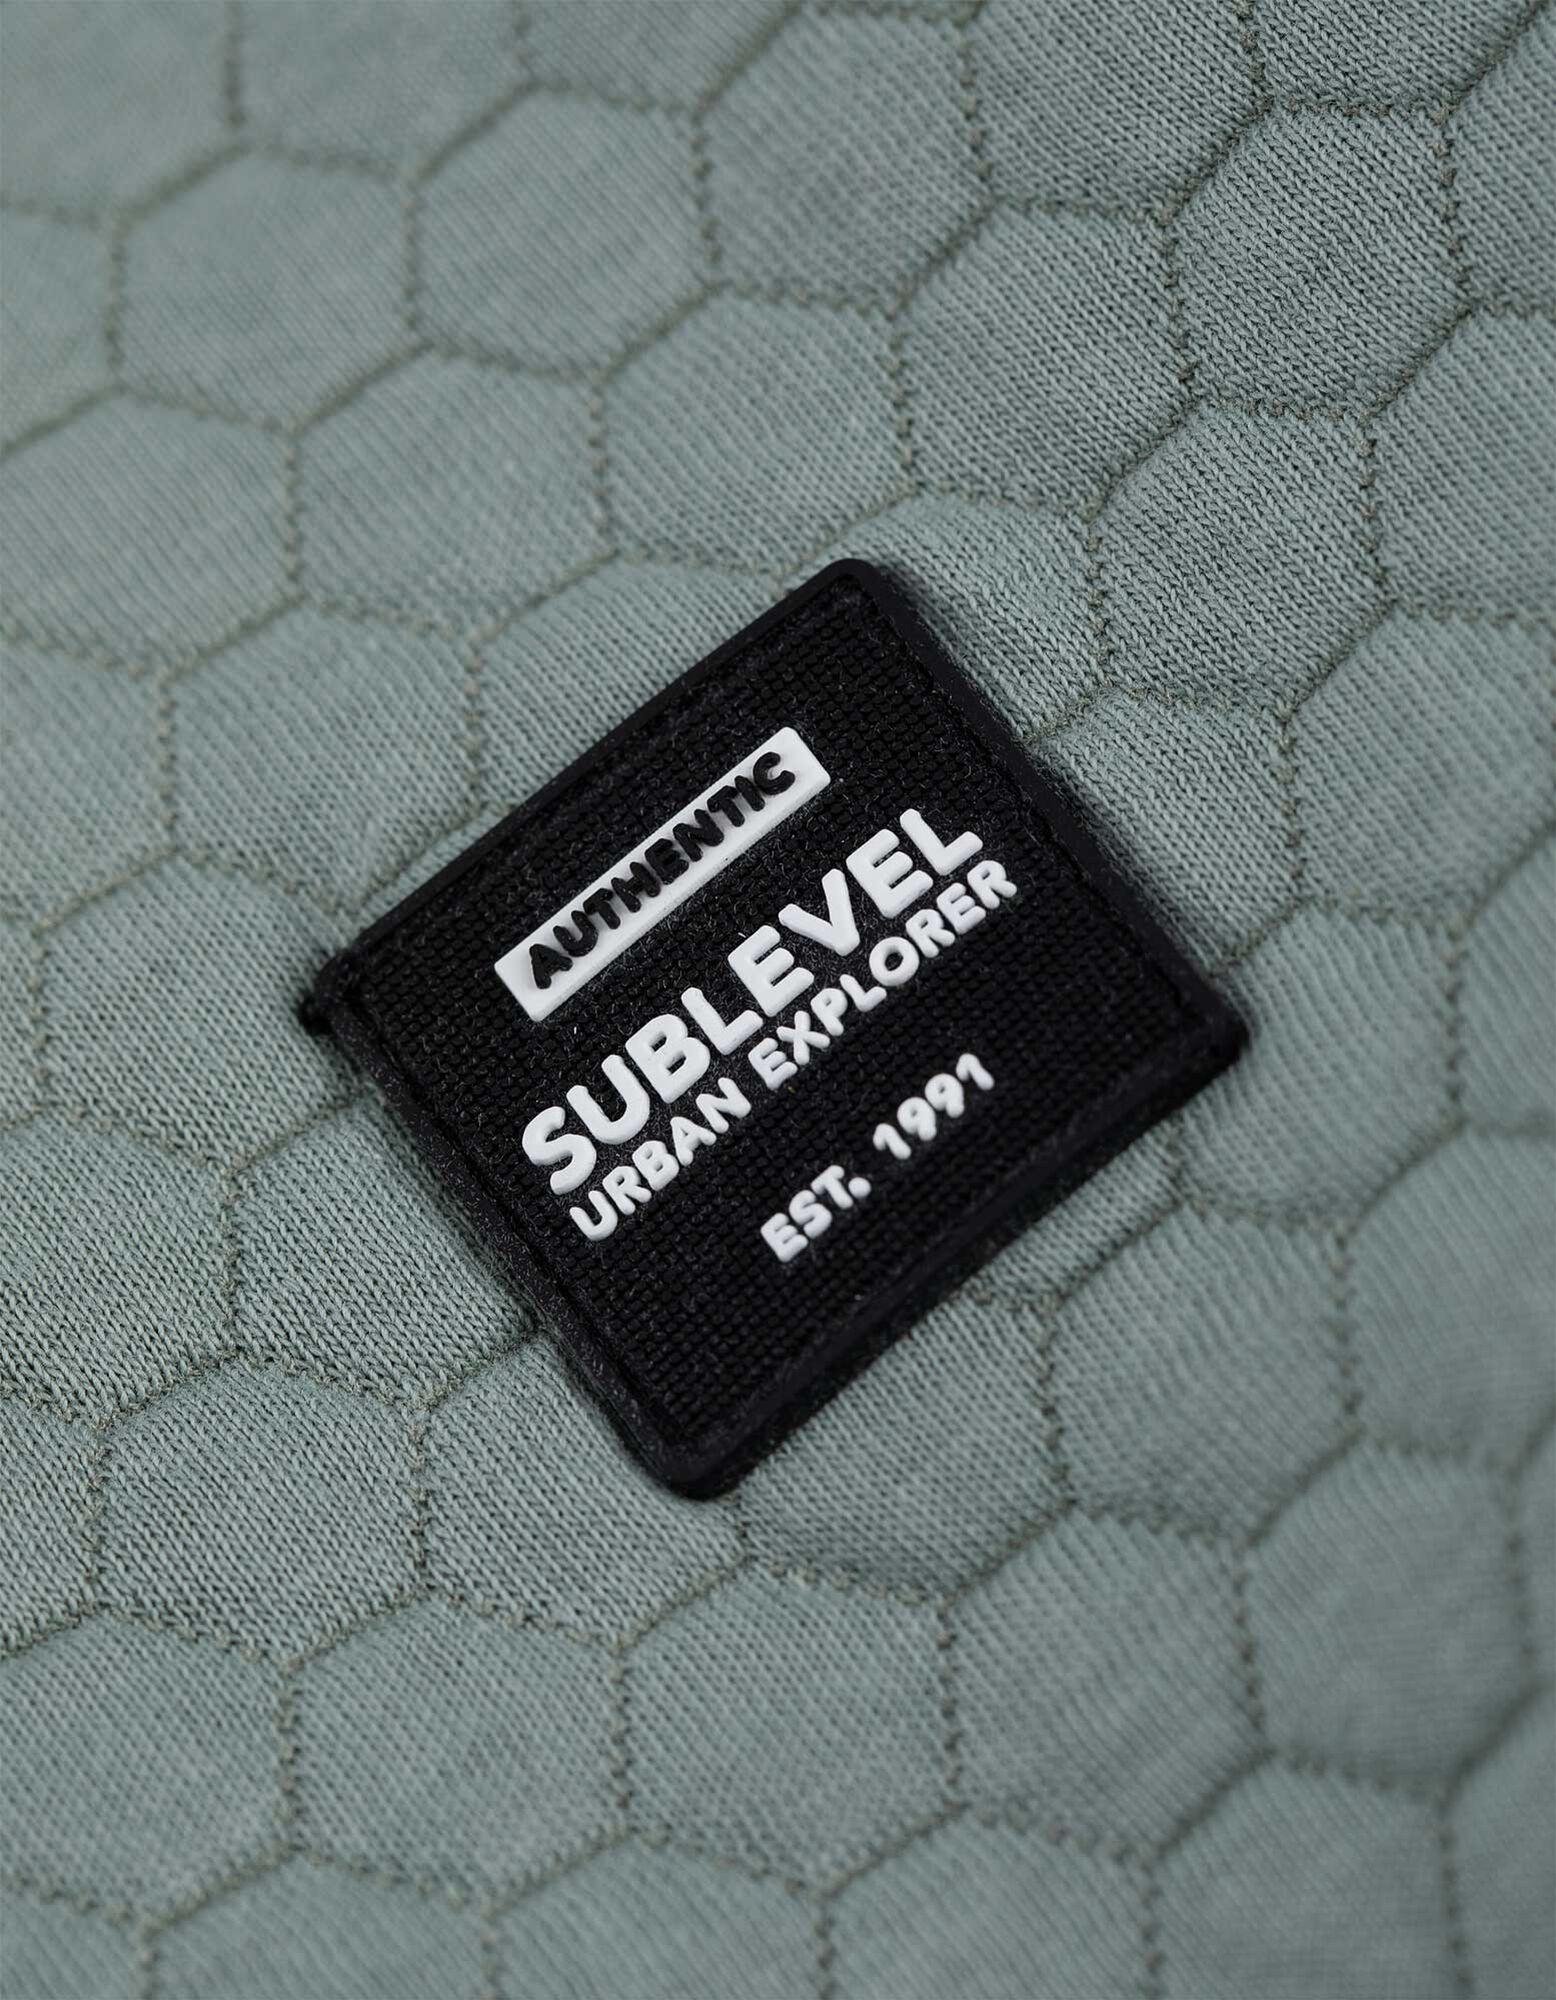 AUTHENTIC
SUBLEVEL
URBAN EXPLORER
EST. 1991